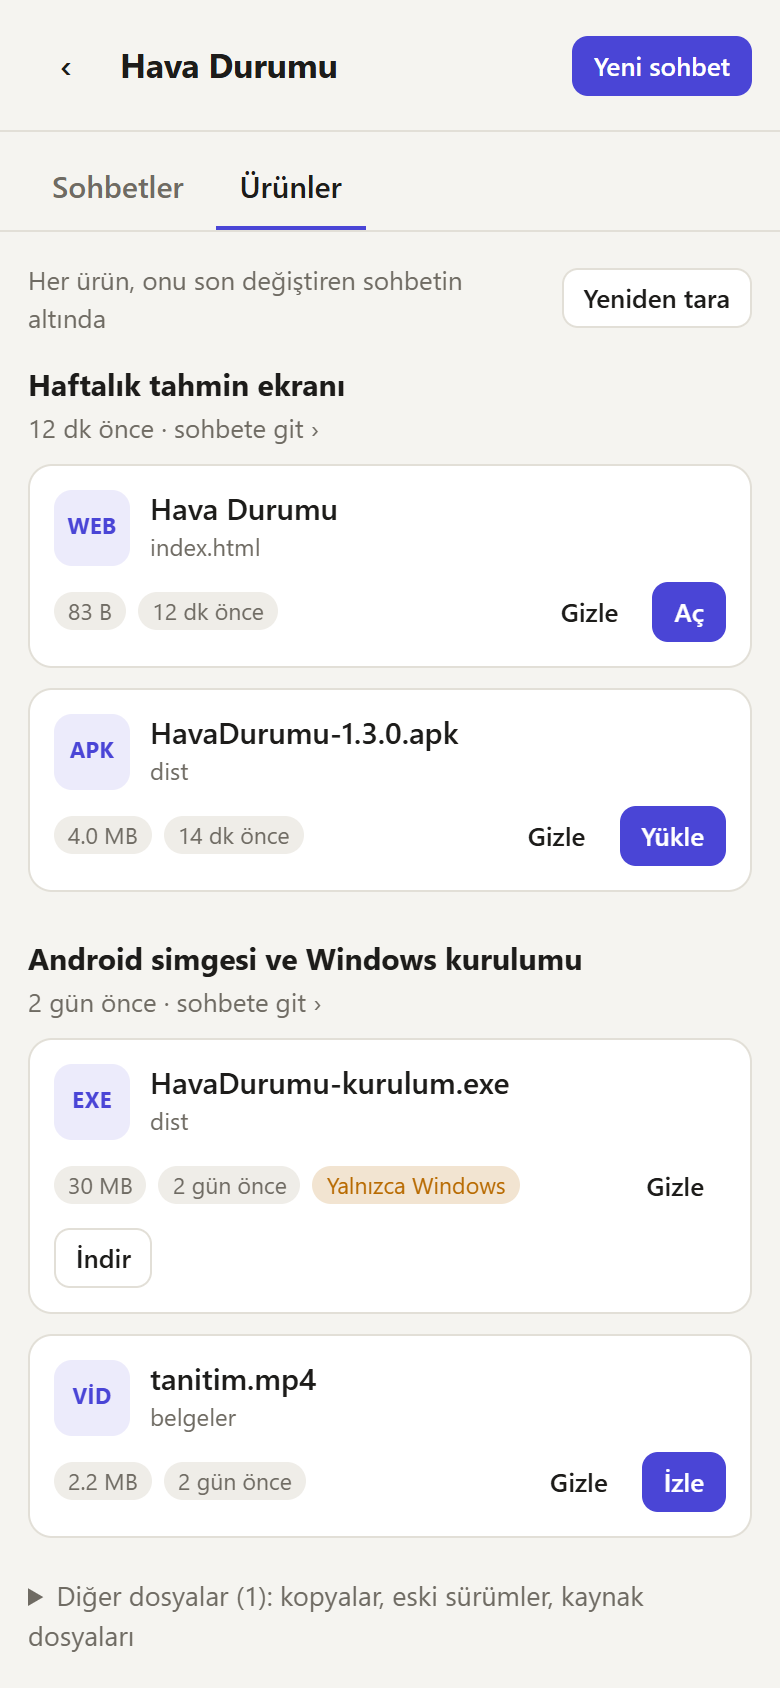 ‹ Hava Durumu Yeni sohbet
Sohbetler Ürünler
Her ürün, onu son değiştiren sohbetin
altında
Yeniden tara
Haftalık tahmin ekranı
12 dk önce · sohbete git ›
WEB
Hava Durumu
index.html
83 B 12 dk önce Gizle Aç
APK
HavaDurumu-1.3.0.apk
dist
4.0 MB 14 dk önce Gizle Yükle
Android simgesi ve Windows kurulumu
2 gün önce · sohbete git ›
EXE
HavaDurumu-kurulum.exe
dist
30 MB 2 gün önce Yalnızca Windows Gizle
İndir
VİD
tanitim.mp4
belgeler
2.2 MB 2 gün önce Gizle İzle
▶ Diğer dosyalar (1): kopyalar, eski sürümler, kaynak
dosyaları